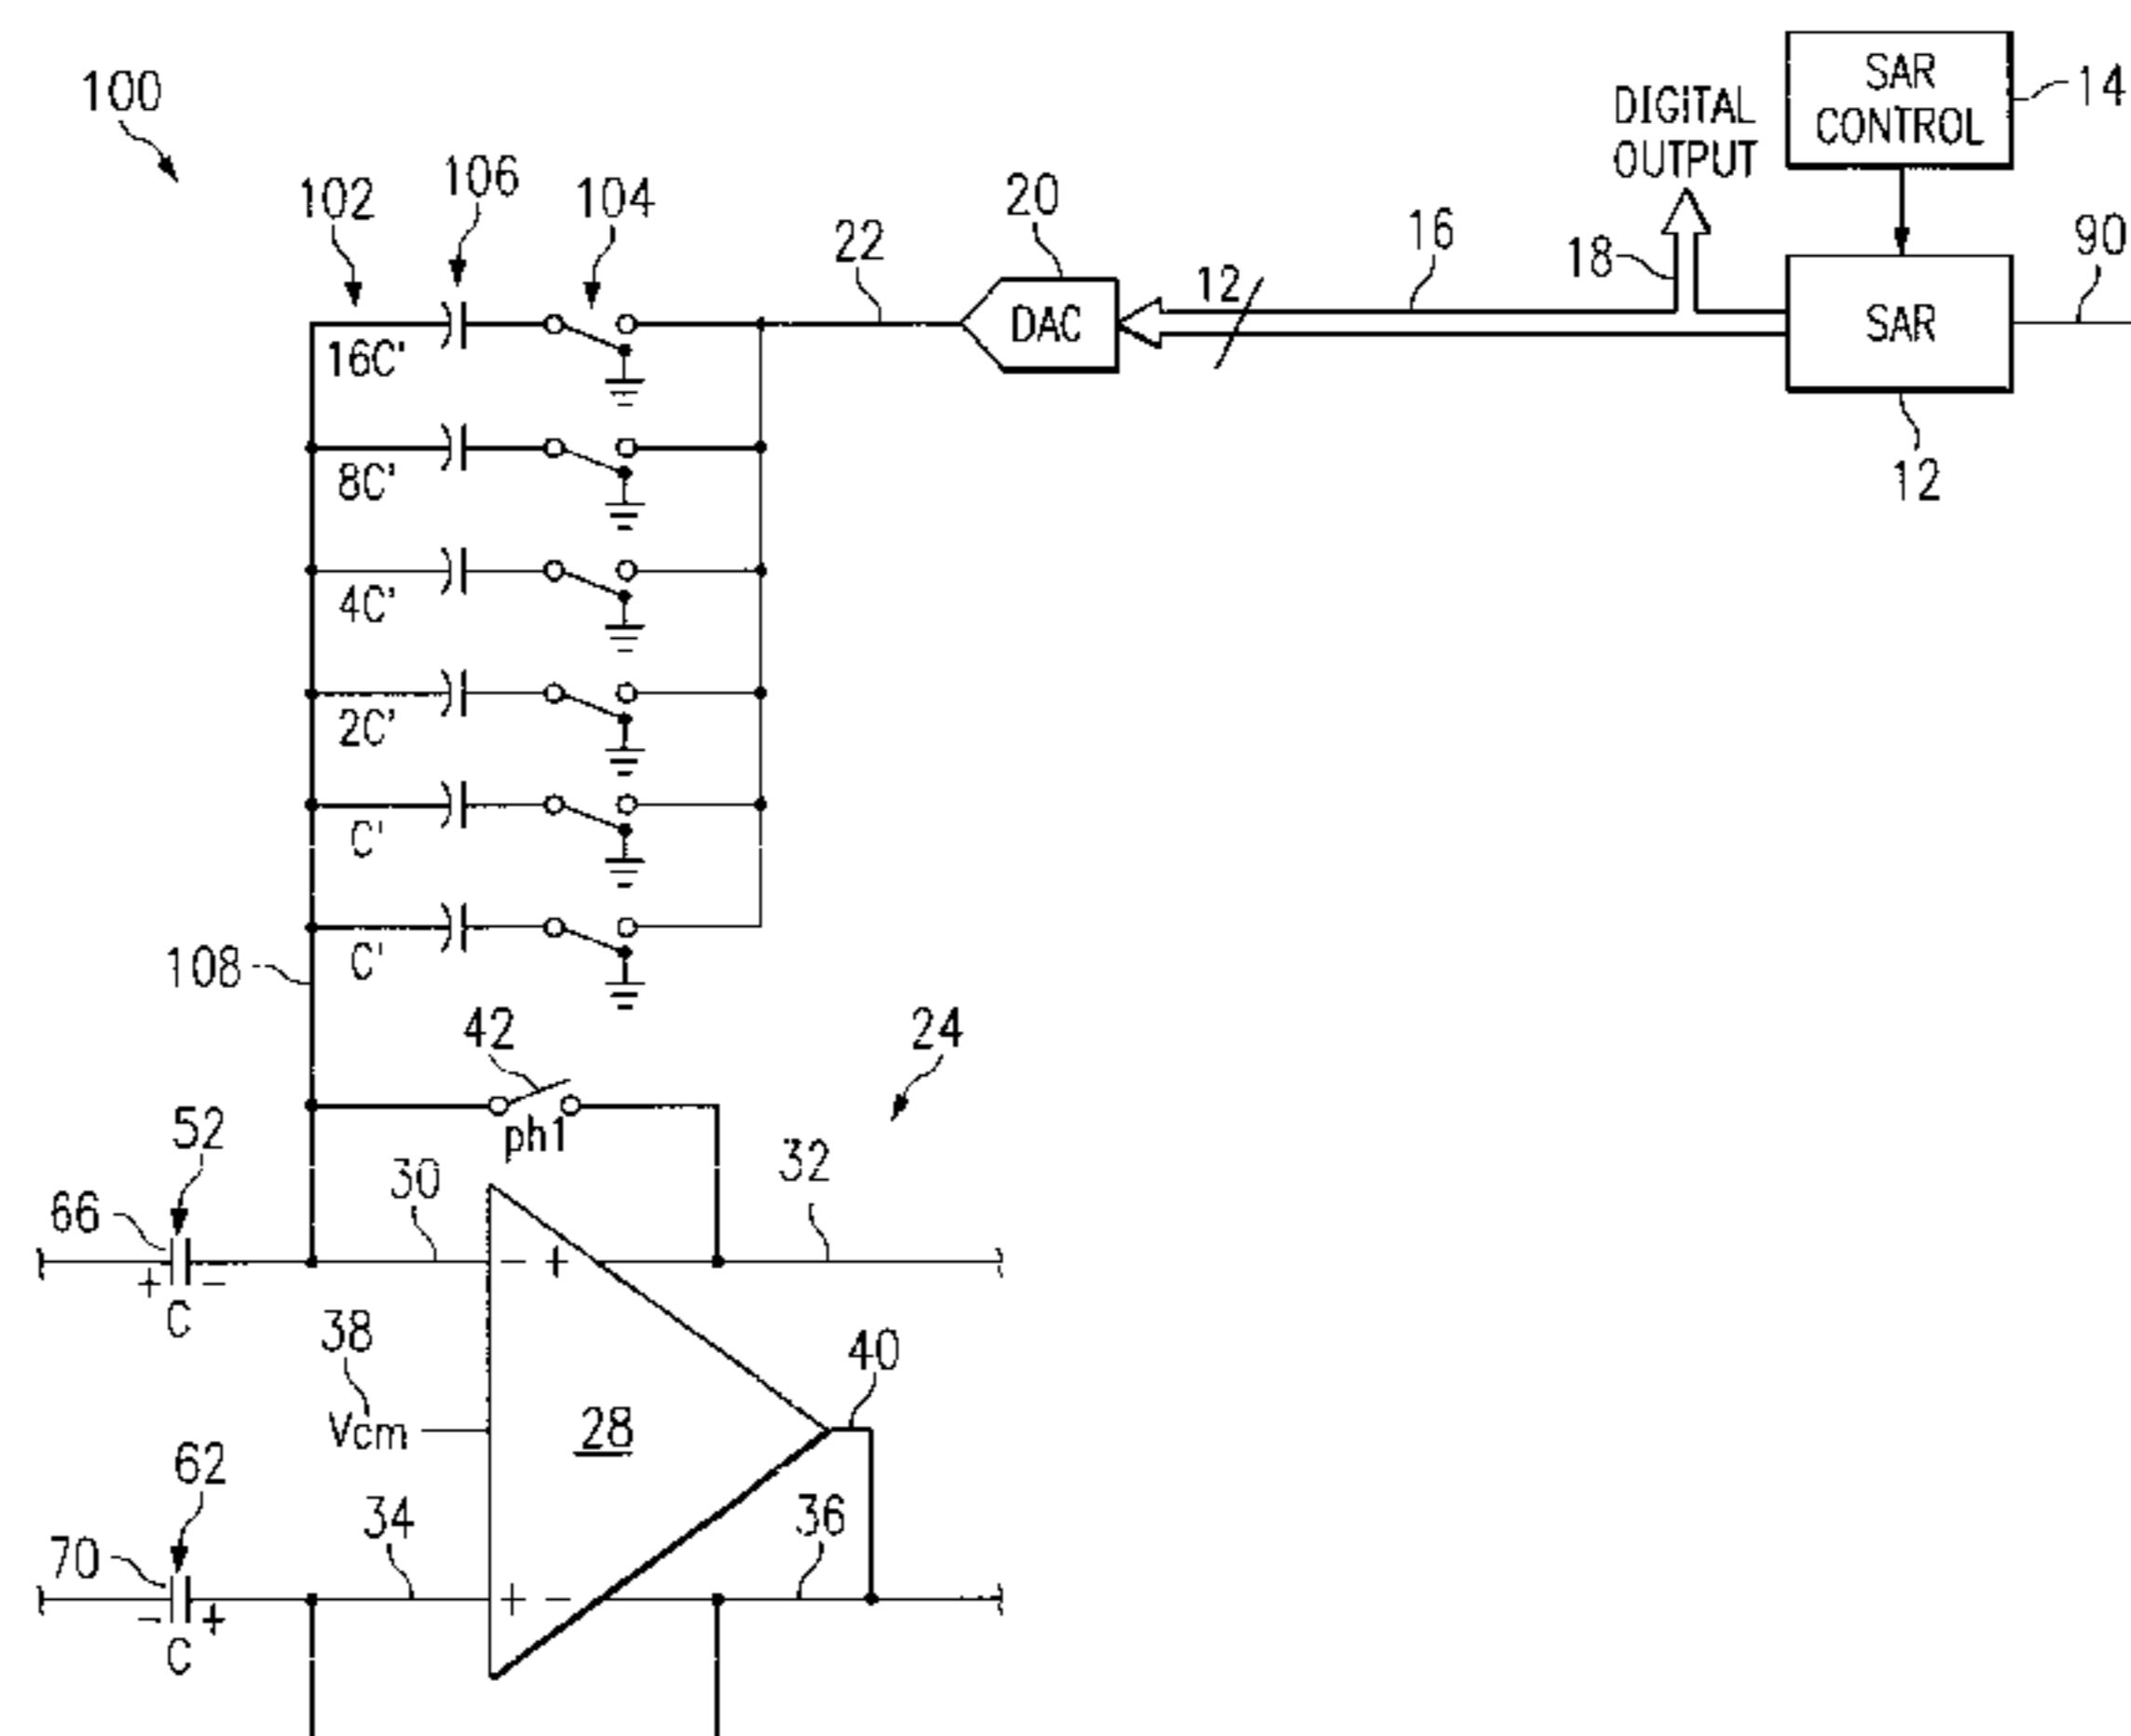 100
SAR
CONTROL
14
DIGITAL
OUTPUT
102
106
104
22
20
DAC
12
16
18
SAR
90
12
16C'
8C'
4C'
2C'
C'
C'
108
42
ph1
24
52
66
+ -
C
30
- +
32
38
Vcm
28
40
62
70
- +
C
34
+ -
36